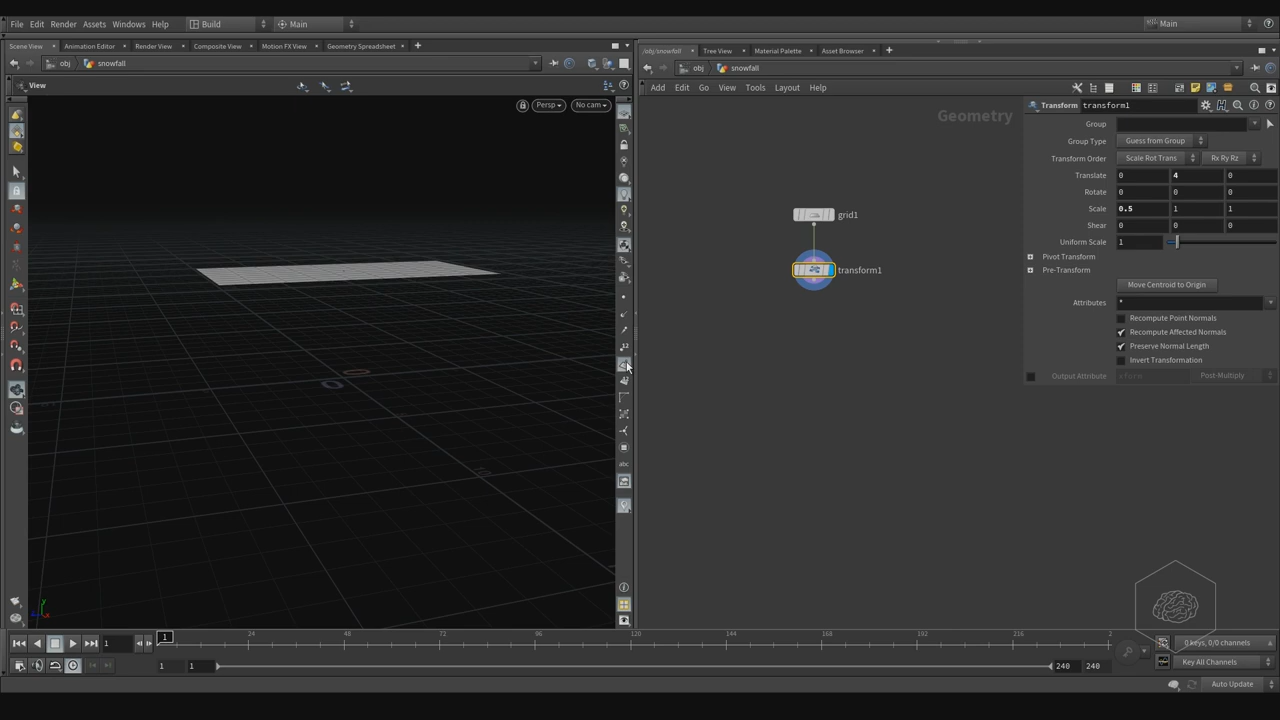 File Edit Render Assets Windows Help Build Main Main
Scene View Animation Editor Render View Composite View Motion FX View Geometry Spreadsheet
obj snowfall
View
Persp No cam
/obj/snowfall Tree View Material Palette Asset Browser
obj snowfall
Add Edit Go View Tools Layout Help
Geometry
grid1
transform1
Transform transform1
Group
Group Type Guess from Group
Transform Order Scale Rot Trans Rx Ry Rz
Translate 0 4 0
Rotate 0 0 0
Scale 0.5 1 1
Shear 0 0 0
Uniform Scale 1
Pivot Transform
Pre-Transform
Move Centroid to Origin
Attributes *
Recompute Point Normals
Recompute Affected Normals
Preserve Normal Length
Invert Transformation
Output Attribute xform Post-Multiply
abc
y
x
1 1 24 48 72 96 120 144 168 192 216 2
0 keys, 0/0 channels
1 1 240 240 Key All Channels
Auto Update